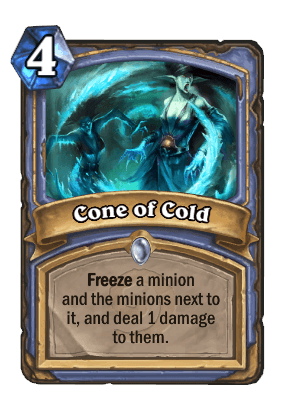 4
Cone of Cold
Freeze a minion
and the minions next to
it, and deal 1 damage
to them.